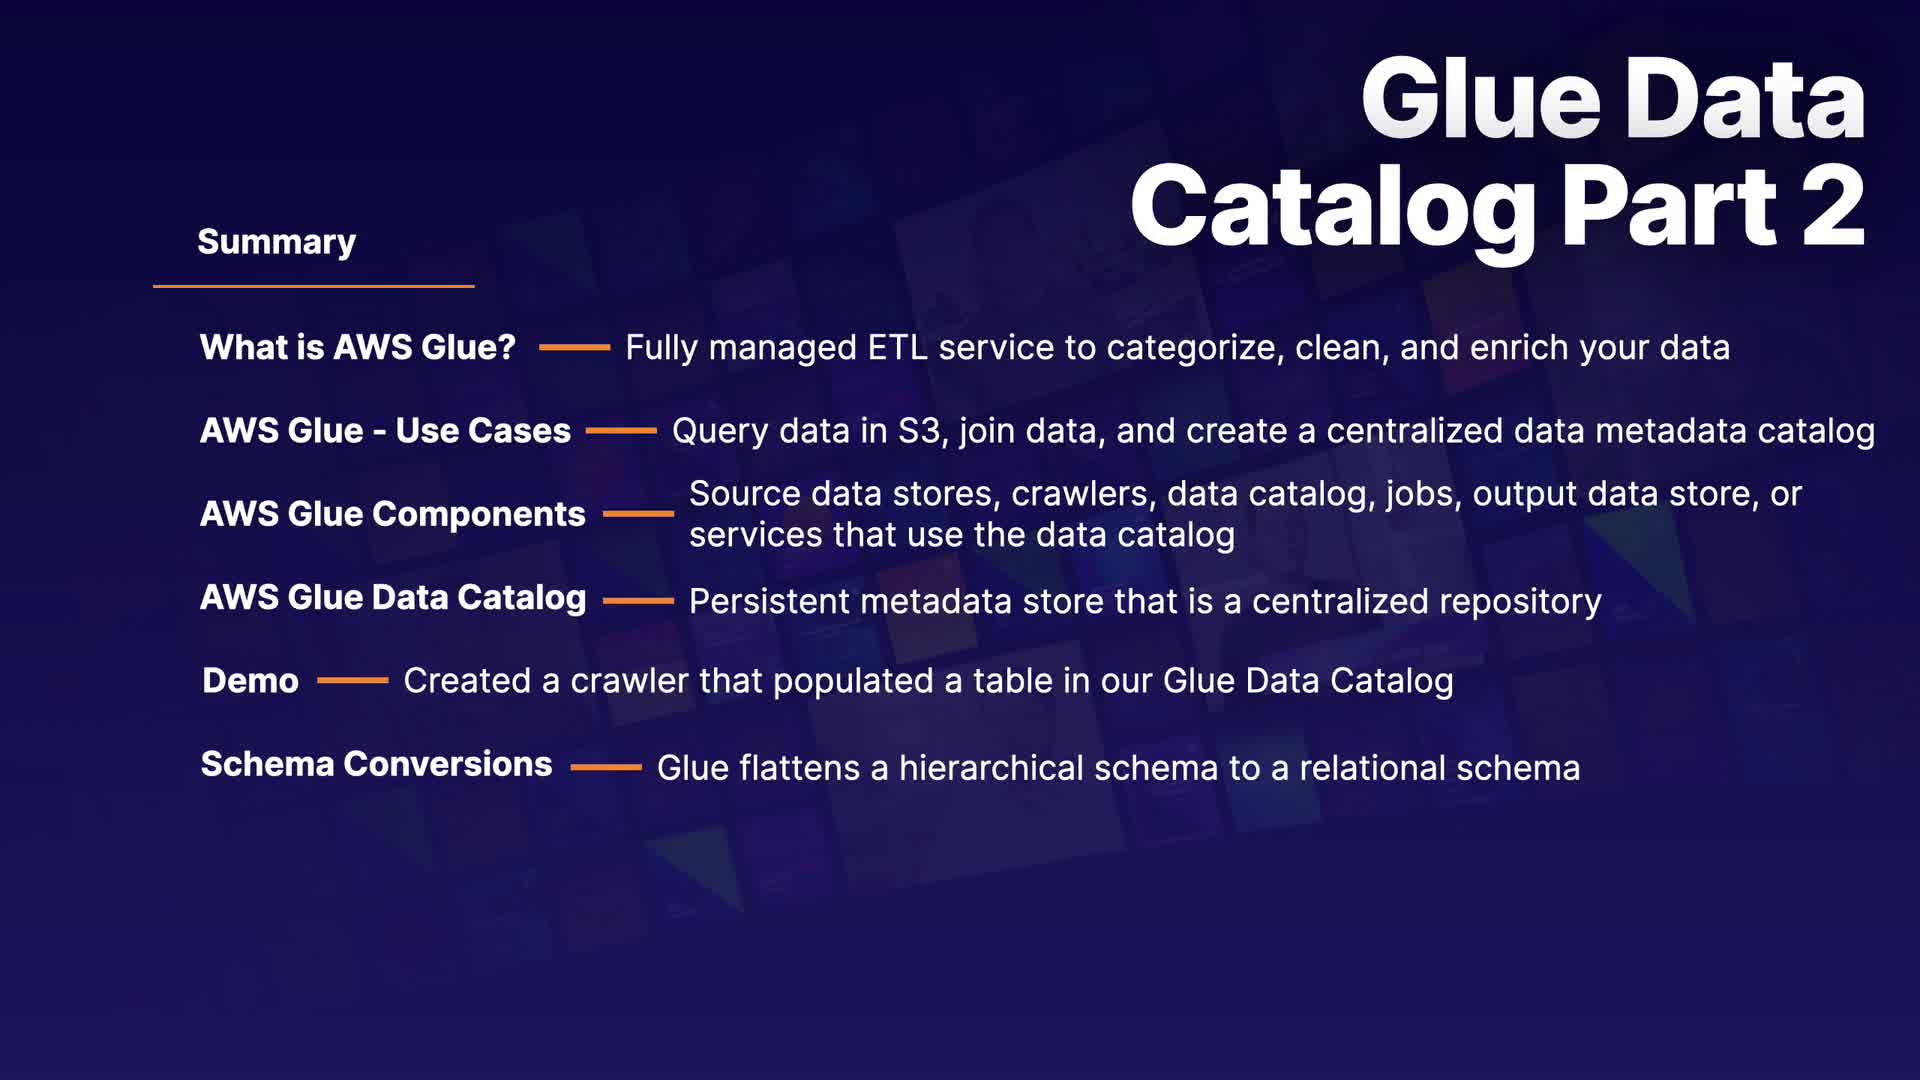 Glue Data
Catalog Part 2
Summary
What is AWS Glue? — Fully managed ETL service to categorize, clean, and enrich your data
AWS Glue - Use Cases — Query data in S3, join data, and create a centralized data metadata catalog
AWS Glue Components — Source data stores, crawlers, data catalog, jobs, output data store, or
services that use the data catalog
AWS Glue Data Catalog — Persistent metadata store that is a centralized repository
Demo — Created a crawler that populated a table in our Glue Data Catalog
Schema Conversions — Glue flattens a hierarchical schema to a relational schema